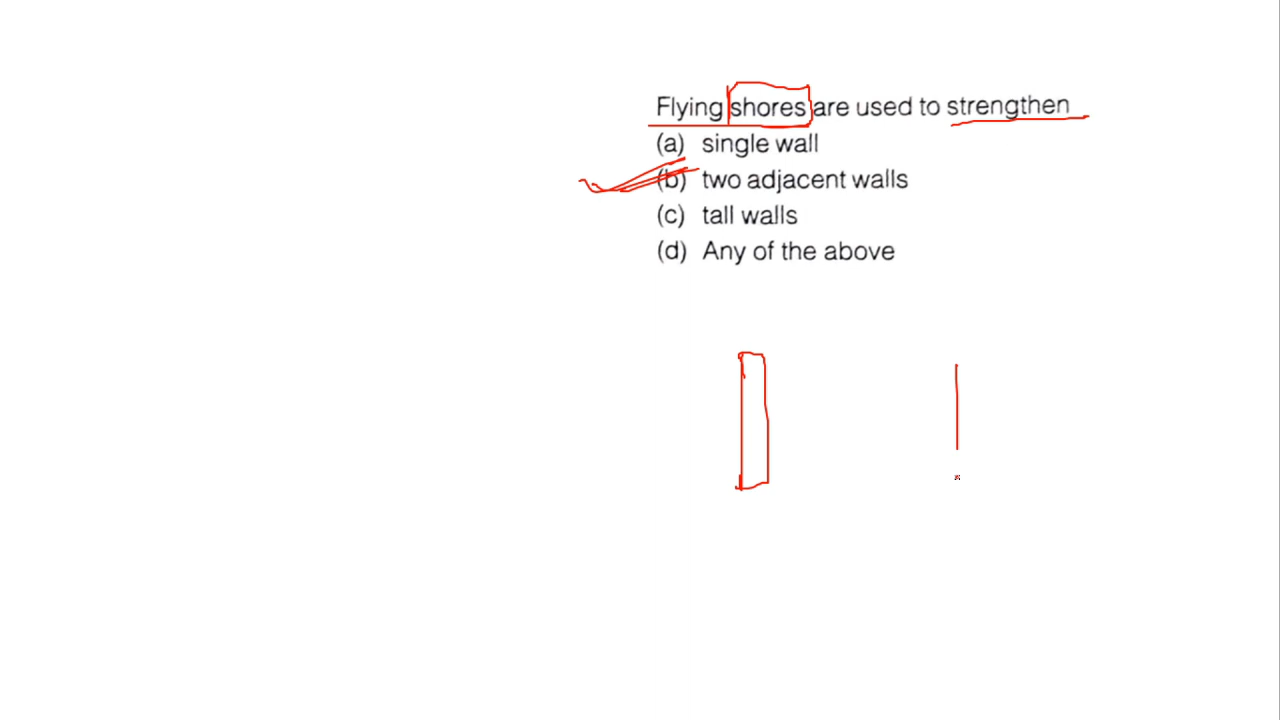 Flying shores are used to strengthen
(a) single wall
(b) two adjacent walls
(c) tall walls
(d) Any of the above